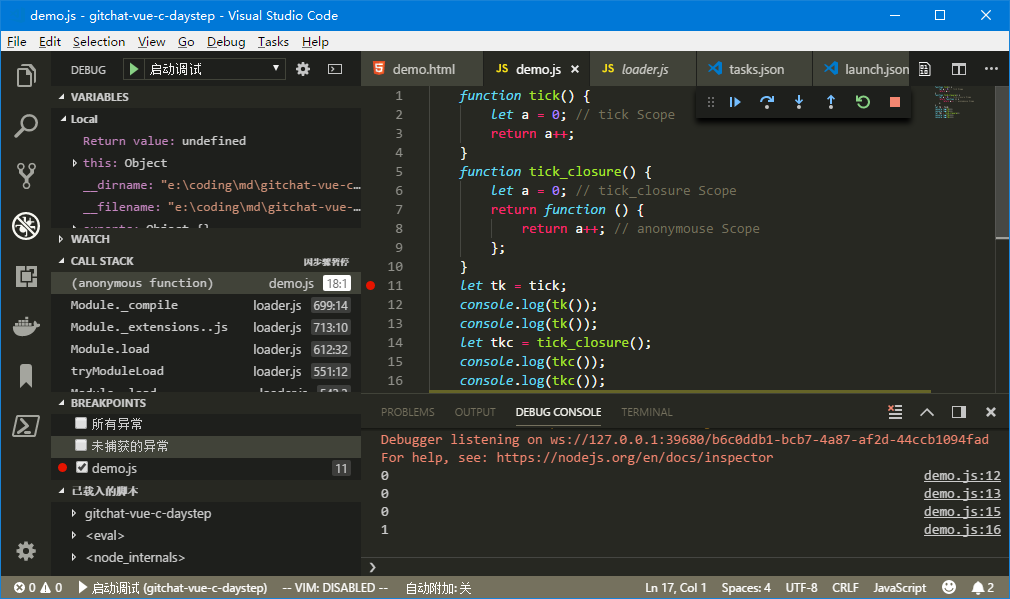 demo.js - gitchat-vue-c-daystep - Visual Studio Code
File Edit Selection View Go Debug Tasks Help
DEBUG 启动调试
demo.html JS demo.js JS loader.js tasks.json launch.json
VARIABLES
Local
Return value: undefined
this: Object
__dirname: "e:\coding\md\gitchat-vue-c…
__filename: "e:\coding\md\gitchat-vue-…
exports: Object {}
WATCH
CALL STACK 因步骤暂停
(anonymous function) demo.js 18:1
Module._compile loader.js 699:14
Module._extensions..js loader.js 713:10
Module.load loader.js 612:32
tryModuleLoad loader.js 551:12
Module._load loader.js 543:3
BREAKPOINTS
所有异常
未捕获的异常
demo.js 11
已载入的脚本
gitchat-vue-c-daystep
<eval>
<node_internals>
1 function tick() {
2 let a = 0; // tick Scope
3 return a++;
4 }
5 function tick_closure() {
6 let a = 0; // tick_closure Scope
7 return function () {
8 return a++; // anonymouse Scope
9 };
10 }
11 let tk = tick;
12 console.log(tk());
13 console.log(tk());
14 let tkc = tick_closure();
15 console.log(tkc());
16 console.log(tkc());
PROBLEMS OUTPUT DEBUG CONSOLE TERMINAL
Debugger listening on ws://127.0.0.1:39680/b6c0ddb1-bcb7-4a87-af2d-44ccb1094fad
For help, see: https://nodejs.org/en/docs/inspector
0 demo.js:12
0 demo.js:13
0 demo.js:15
1 demo.js:16
0 0 启动调试 (gitchat-vue-c-daystep) -- VIM: DISABLED -- 自动附加: 关 Ln 17, Col 1 Spaces: 4 UTF-8 CRLF JavaScript 2